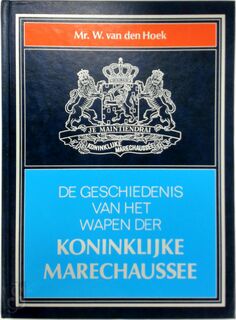 Mr. W. van den Hoek
JE MAINTIENDRAI
KONINKLIJKE MARECHAUSSEE
DE GESCHIEDENIS
VAN HET
WAPEN DER
KONINKLIJKE
MARECHAUSSEE